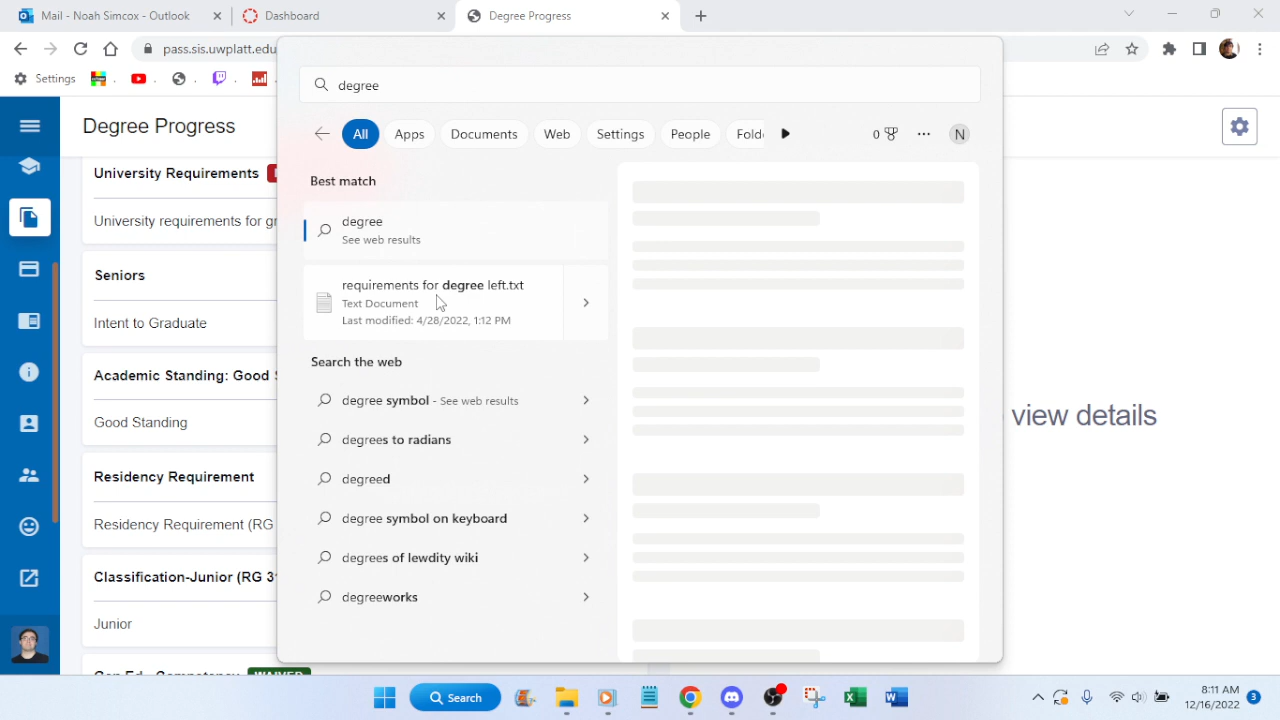 Mail - Noah Simcox - Outlook
Dashboard
Degree Progress
pass.sis.uwplatt.edu
Settings
degree
Degree Progress
All
Apps
Documents
Web
Settings
People
Fold
0
N
University Requirements
University requirements for gr
Best match
degree
See web results
requirements for degree left.txt
Text Document
Last modified: 4/28/2022, 1:12 PM
Seniors
Intent to Graduate
Search the web
Academic Standing: Good S
Good Standing
degree symbol - See web results
degrees to radians
degreed
degree symbol on keyboard
degrees of lewdity wiki
degreeworks
view details
Residency Requirement
Residency Requirement (RG
Classification-Junior (RG 31
Junior
Search
8:11 AM
12/16/2022
3